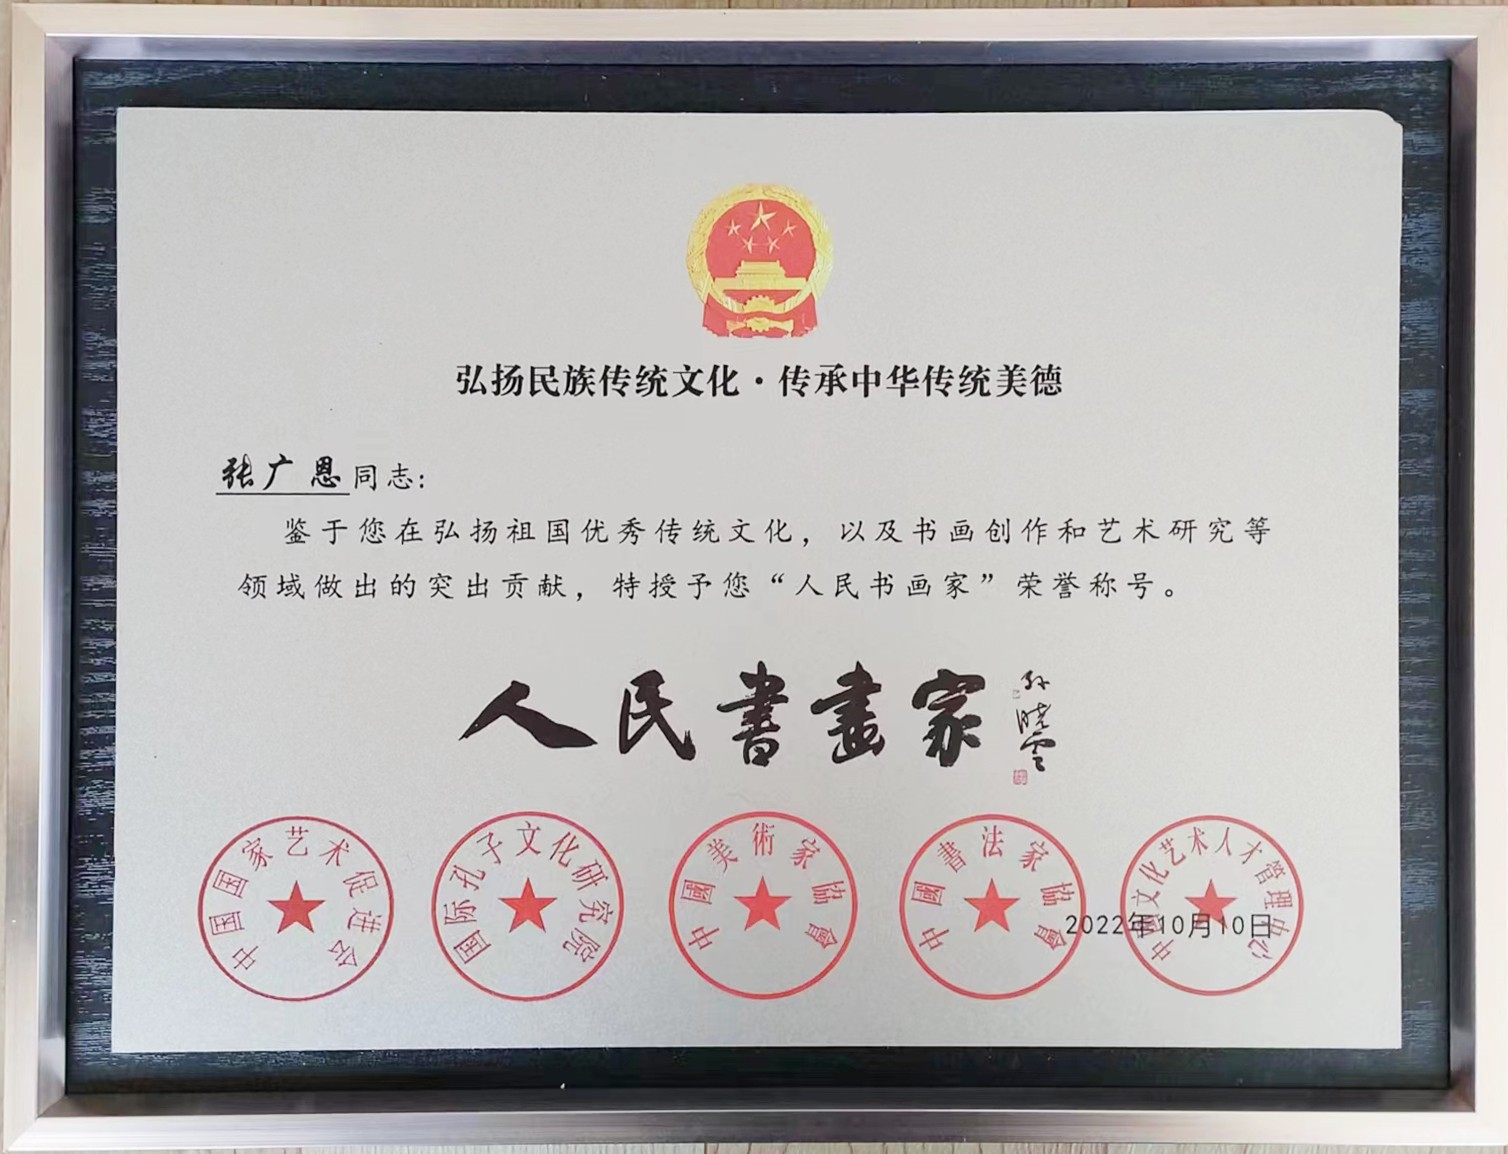 弘扬民族传统文化·传承中华传统美德
张广恩同志:
鉴于您在弘扬祖国优秀传统文化，以及书画创作和艺术研究等
领域做出的突出贡献，特授予您“人民书画家”荣誉称号。
人民書畫家
孙晓雲
中国国家艺术促进会
国际孔子文化研究院
中國美術家協會
中國書法家協會
文化艺术人才管理中心
2022年10月10日